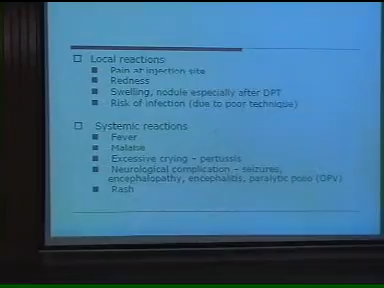 Local reactions
Pain at injection site
Redness
Swelling, nodule especially after DPT
Risk of infection (due to poor technique)
Systemic reactions
Fever
Malaise
Excessive crying – pertussis
Neurological complication – seizures,
encephalopathy, encephalitis, paralytic polio (OPV)
Rash